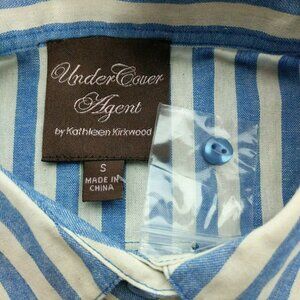 UnderCover
Agent
by Kathleen Kirkwood
S
MADE IN
CHINA